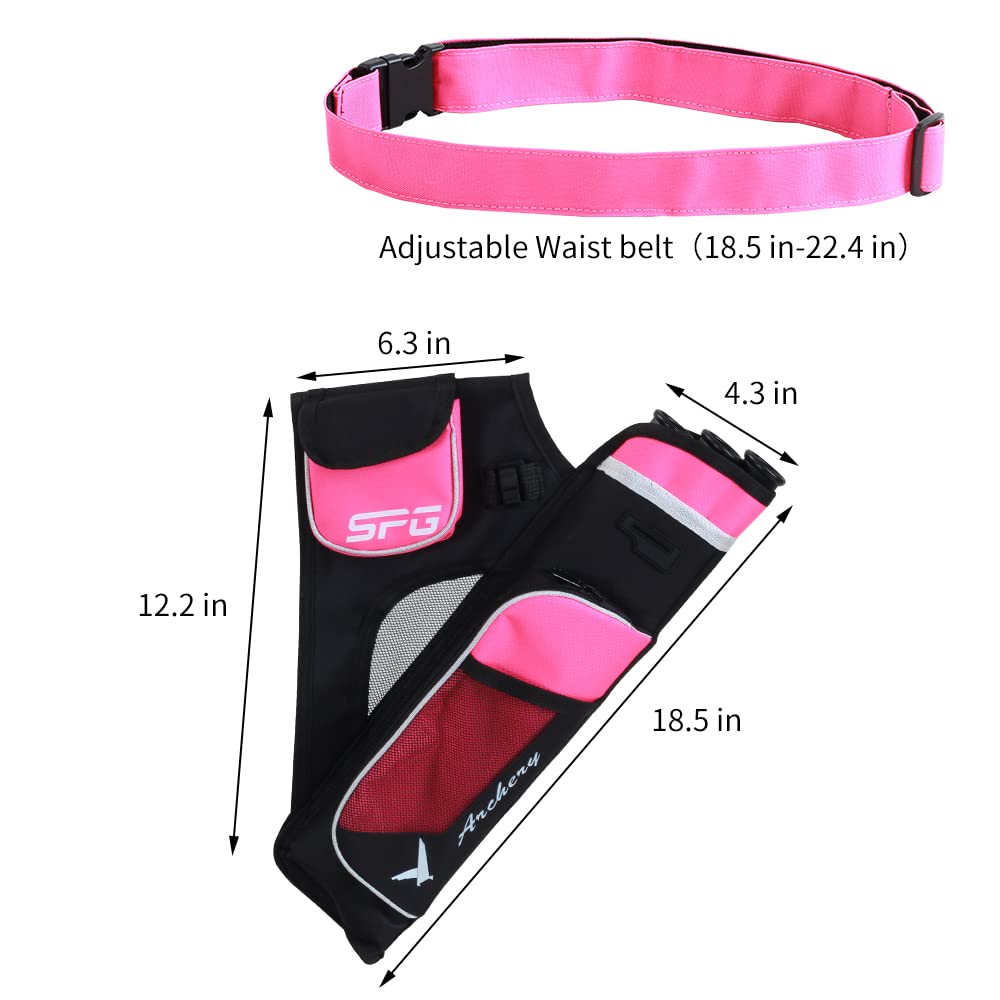 Adjustable Waist belt（18.5 in-22.4 in）
6.3 in
4.3 in
SFG
12.2 in
18.5 in
Archery